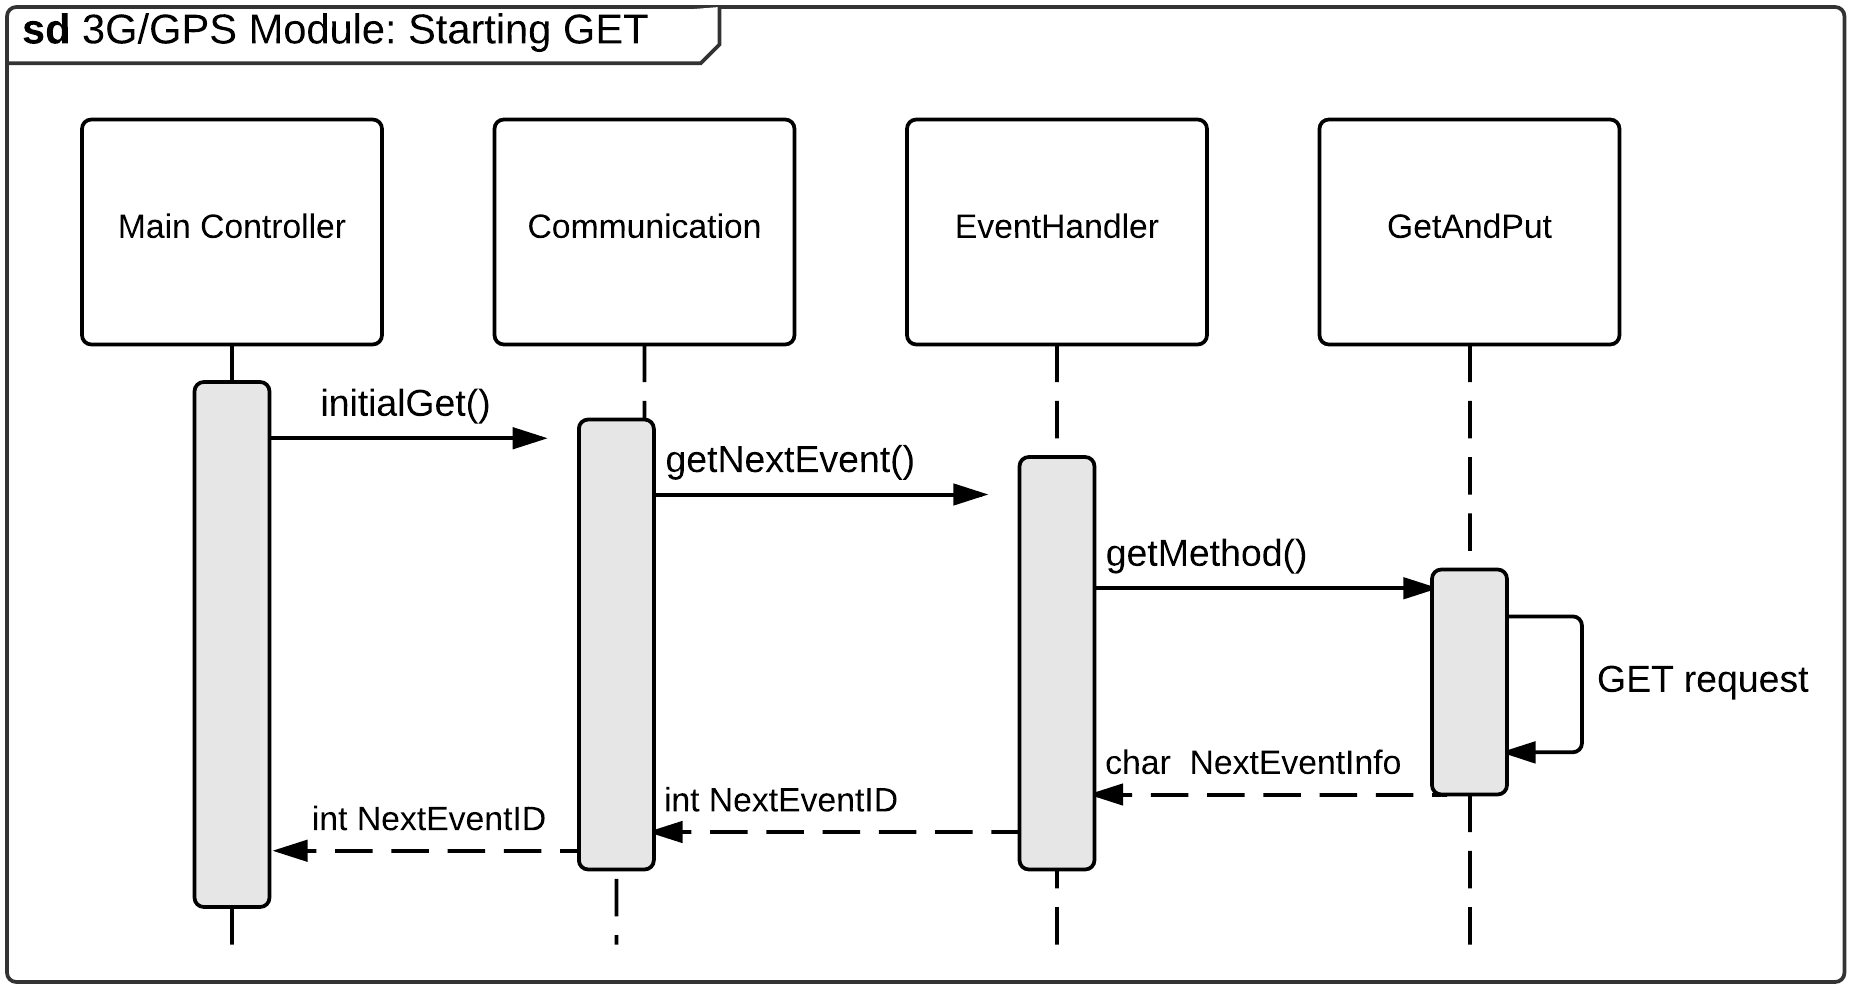 sd 3G/GPS Module: Starting GET
Main Controller
Communication
EventHandler
GetAndPut
initialGet()
getNextEvent()
getMethod()
GET request
char  NextEventInfo
int NextEventID
int NextEventID